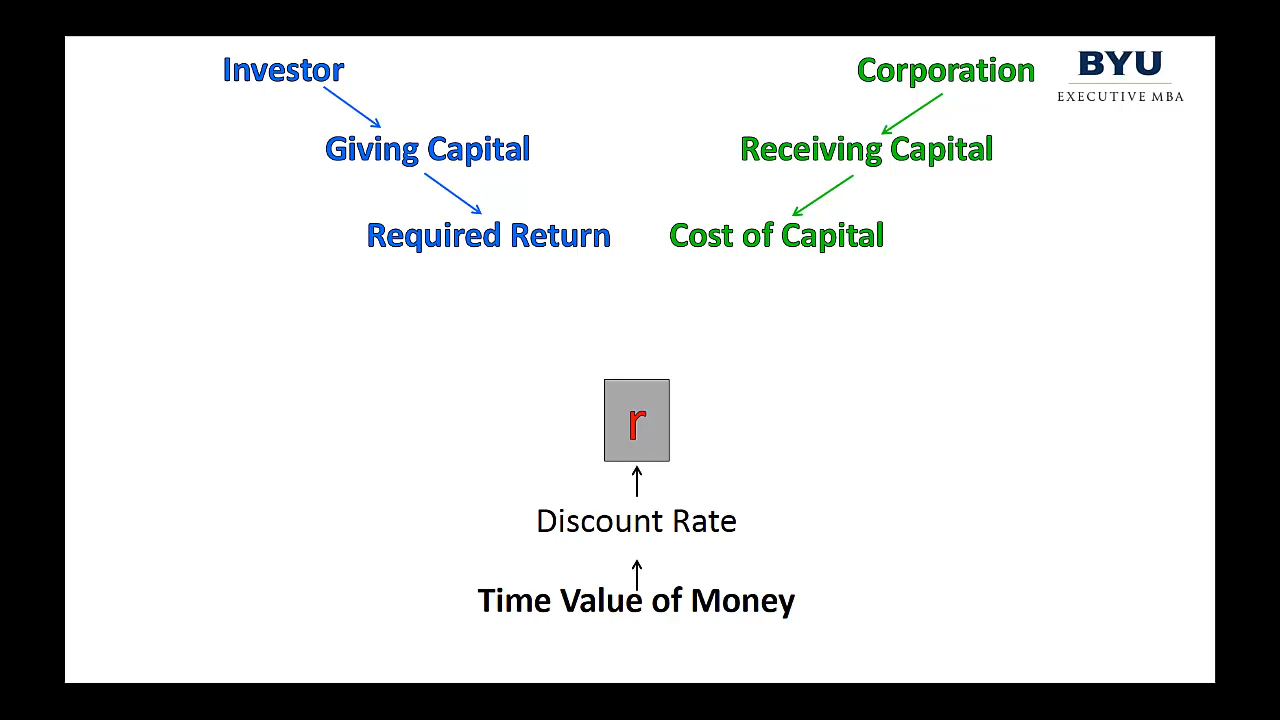 Investor
Corporation
BYU
EXECUTIVE MBA
Giving Capital
Receiving Capital
Required Return
Cost of Capital
r
Discount Rate
Time Value of Money